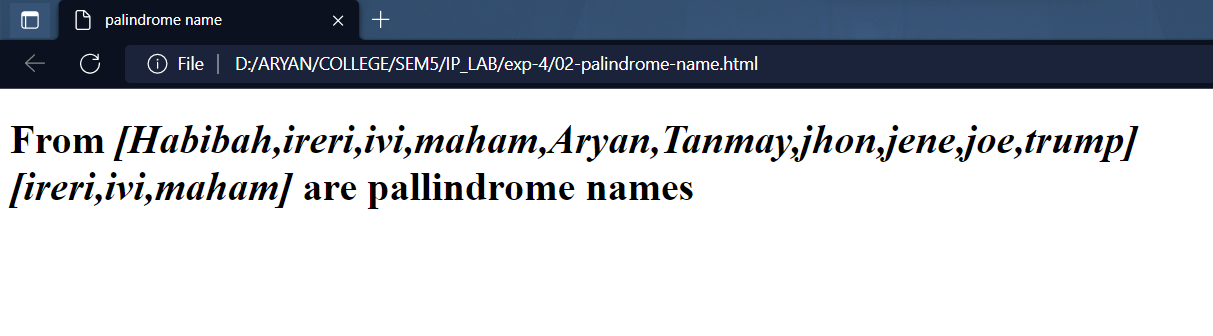 palindrome name
File | D:/ARYAN/COLLEGE/SEM5/IP_LAB/exp-4/02-palindrome-name.html
From [Habibah,ireri,ivi,maham,Aryan,Tanmay,jhon,jene,joe,trump]
[ireri,ivi,maham] are pallindrome names